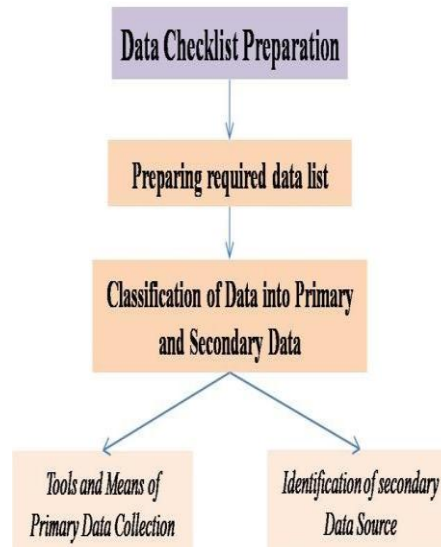 Data Checklist Preparation
Preparing required data list
Classification of Data into Primary
and Secondary Data
Tools and Means of
Primary Data Collection
Identification of secondary
Data Source